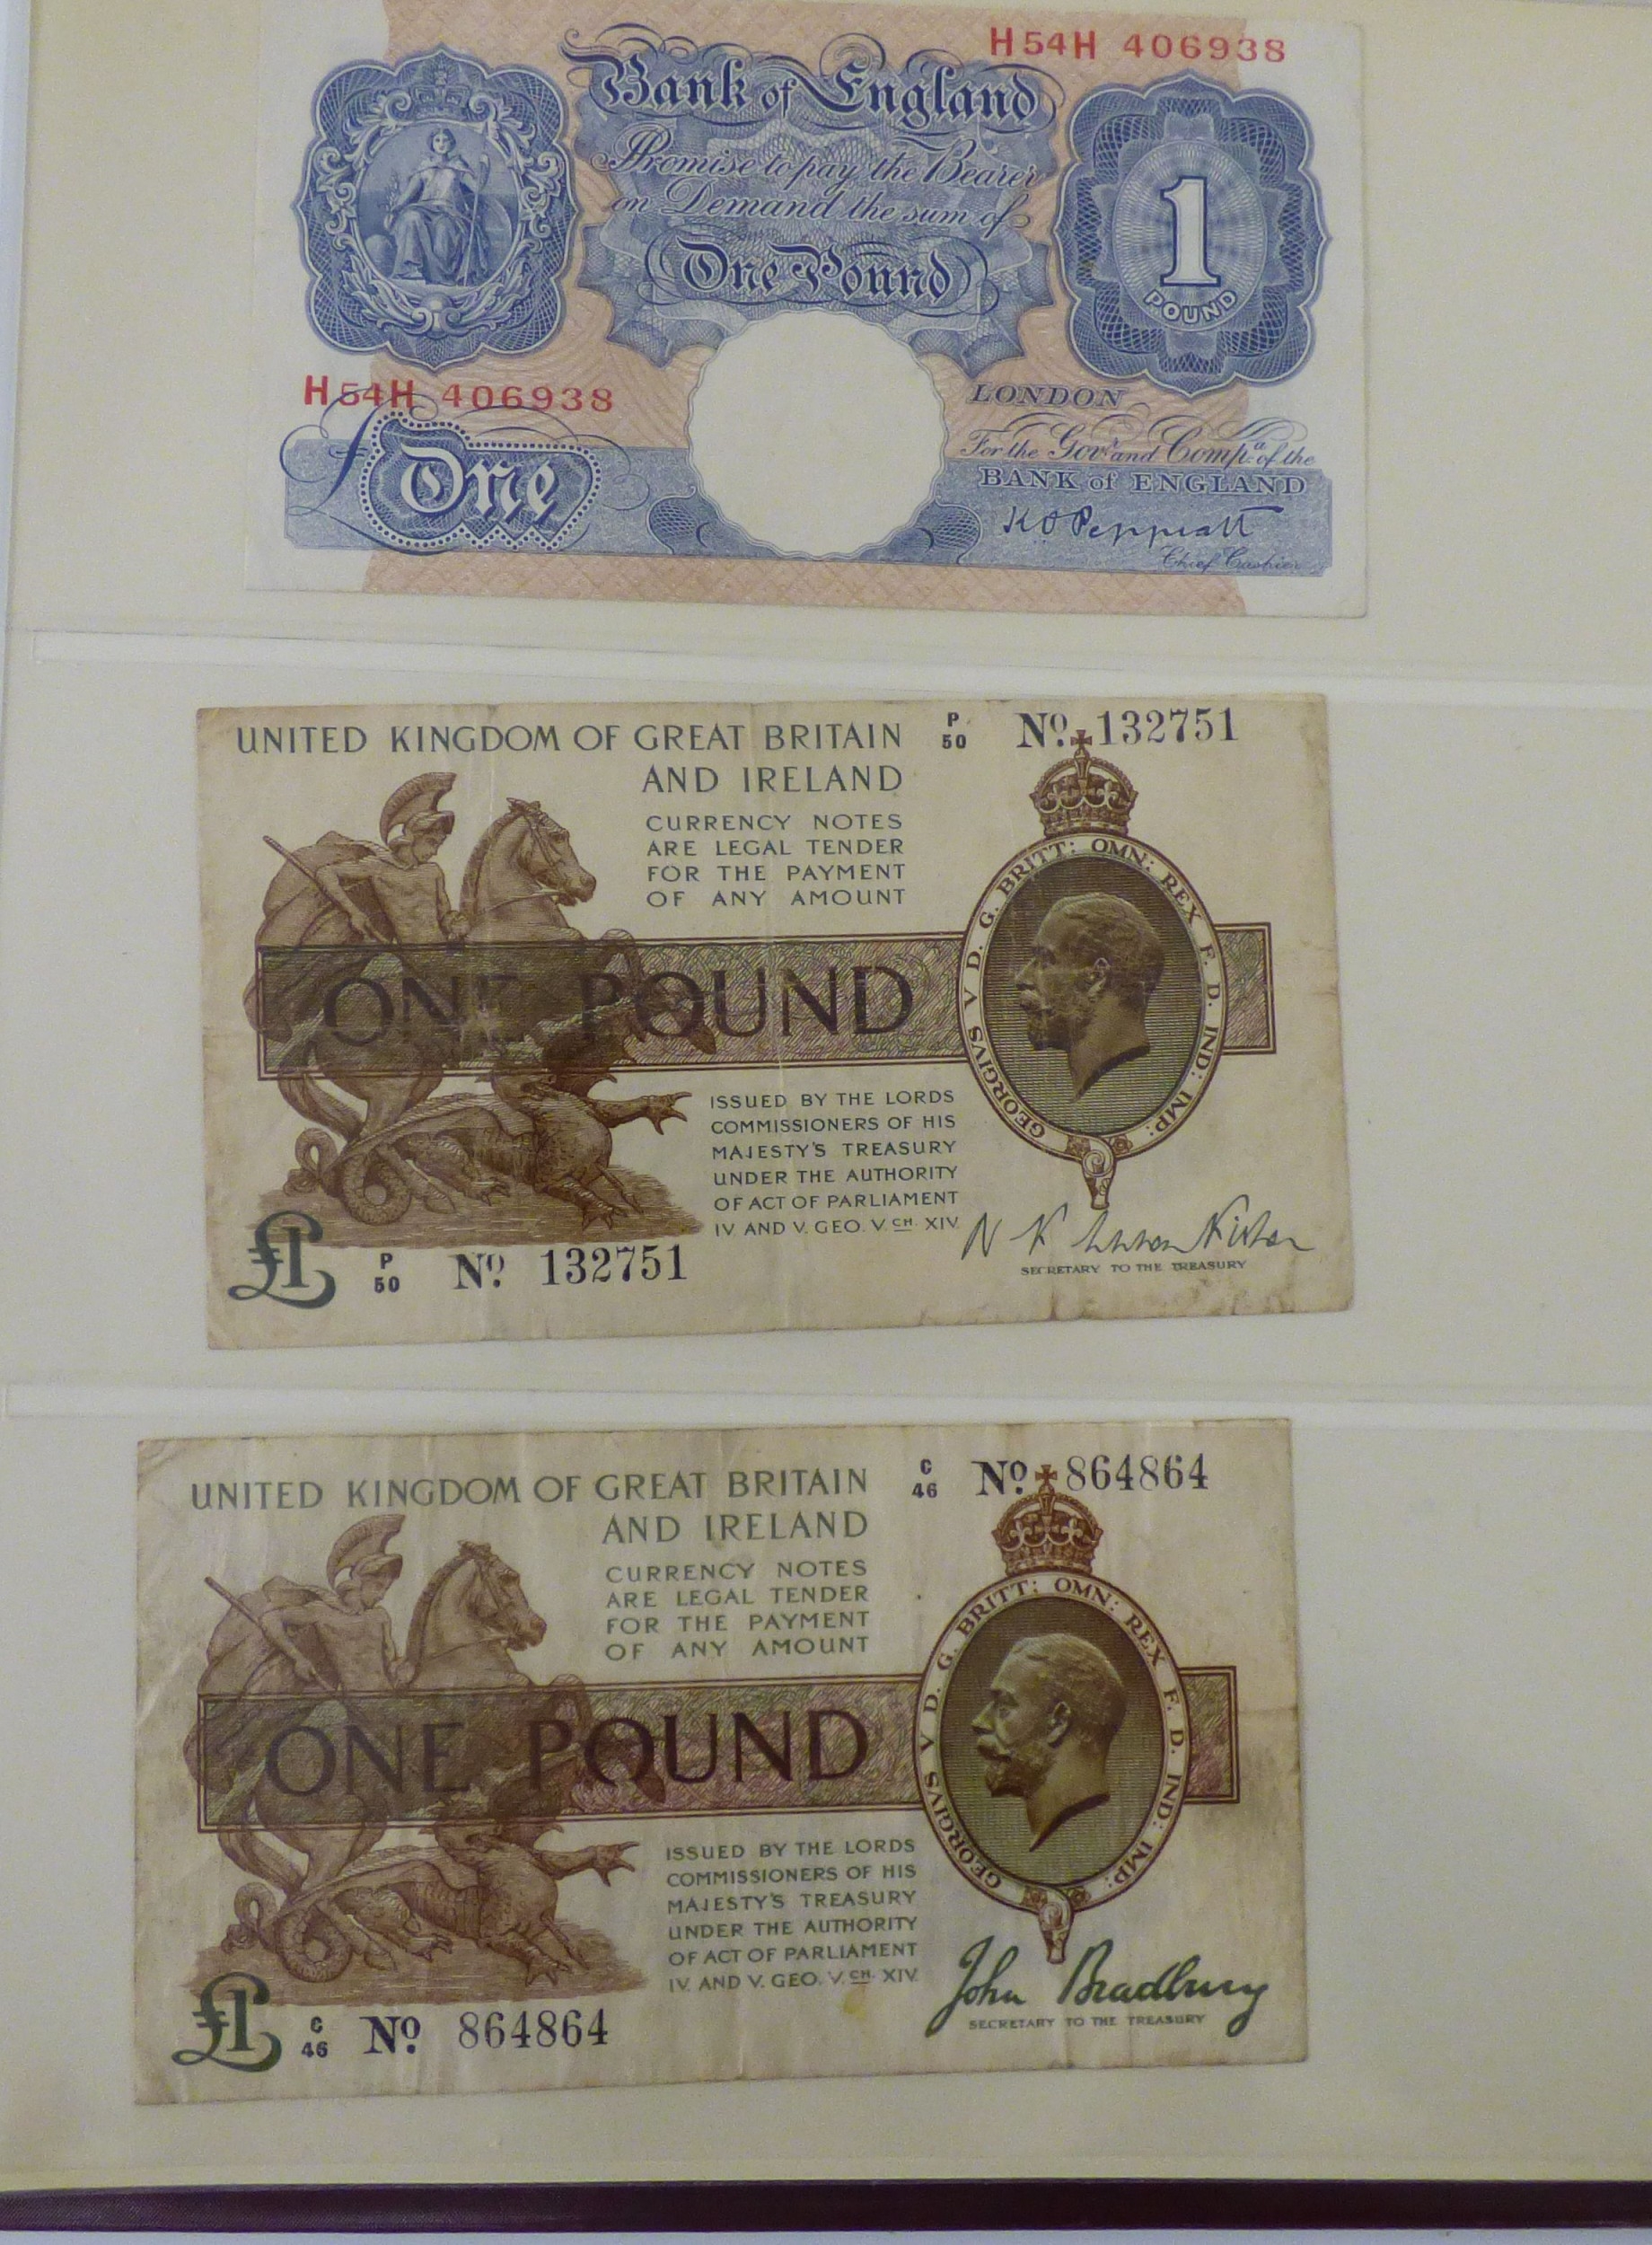 H54H 406938
Bank of England
Promise to pay the Bearer
on Demand the sum of
One Pound
1
POUND
H54H 406938
LONDON
£ One
For the Govr. and Compa. of the
BANK of ENGLAND
K O Peppiatt
Chief Cashier
UNITED KINGDOM OF GREAT BRITAIN
AND IRELAND
P
50 No. 132751
CURRENCY NOTES
ARE LEGAL TENDER
FOR THE PAYMENT
OF ANY AMOUNT
GEORGIVS V D. G. BRITT: OMN: REX F. D. IND: IMP:
ONE POUND
ISSUED BY THE LORDS
COMMISSIONERS OF HIS
MAJESTY'S TREASURY
UNDER THE AUTHORITY
OF ACT OF PARLIAMENT
IV AND V. GEO. V. CH. XIV.
£1 P
50 No. 132751
N K Warren Fisher
SECRETARY TO THE TREASURY
UNITED KINGDOM OF GREAT BRITAIN
AND IRELAND
C
46 No. 864864
CURRENCY NOTES
ARE LEGAL TENDER
FOR THE PAYMENT
OF ANY AMOUNT
GEORGIVS V D. G. BRITT: OMN: REX F. D. IND: IMP:
ONE POUND
ISSUED BY THE LORDS
COMMISSIONERS OF HIS
MAJESTY'S TREASURY
UNDER THE AUTHORITY
OF ACT OF PARLIAMENT
IV AND V. GEO. V. CH. XIV.
£1 C
46 No. 864864
John Bradbury
SECRETARY TO THE TREASURY